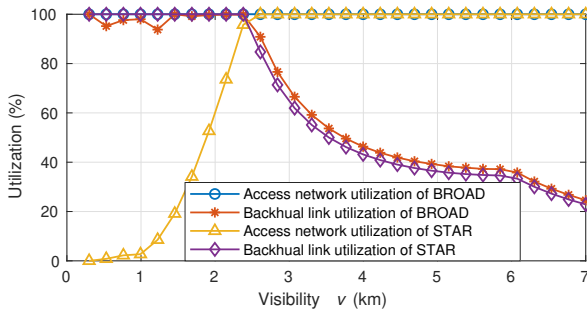 Utilization (%)
100
80
60
40
20
0
0 1 2 3 4 5 6 7
Visibility v (km)
Access network utilization of BROAD
Backhual link utilization of BROAD
Access network utilization of STAR
Backhual link utilization of STAR